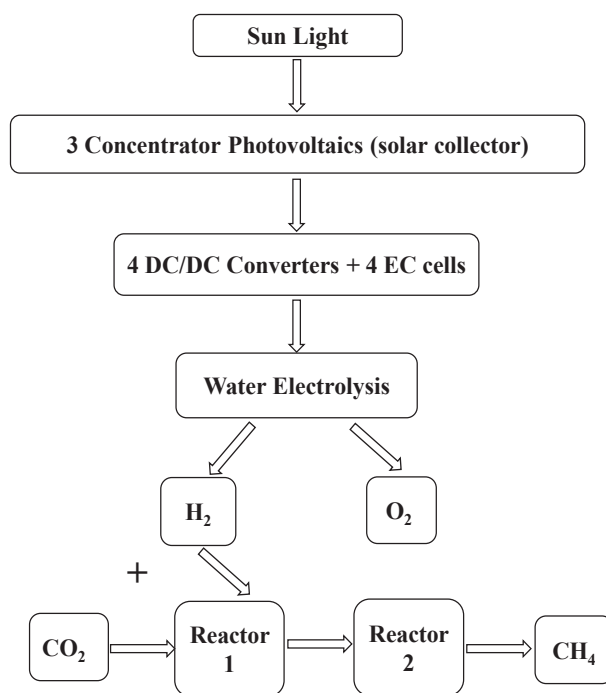 Sun Light
3 Concentrator Photovoltaics (solar collector)
4 DC/DC Converters + 4 EC cells
Water Electrolysis
H₂
O₂
+
CO₂
Reactor
1
Reactor
2
CH₄